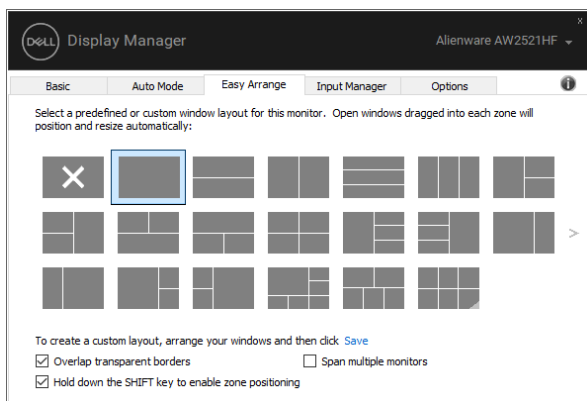 DELL Display Manager
Alienware AW2521HF
x
Basic Auto Mode Easy Arrange Input Manager Options i
Select a predefined or custom window layout for this monitor. Open windows dragged into each zone will
position and resize automatically:
>
To create a custom layout, arrange your windows and then click Save
Overlap transparent borders Span multiple monitors
Hold down the SHIFT key to enable zone positioning